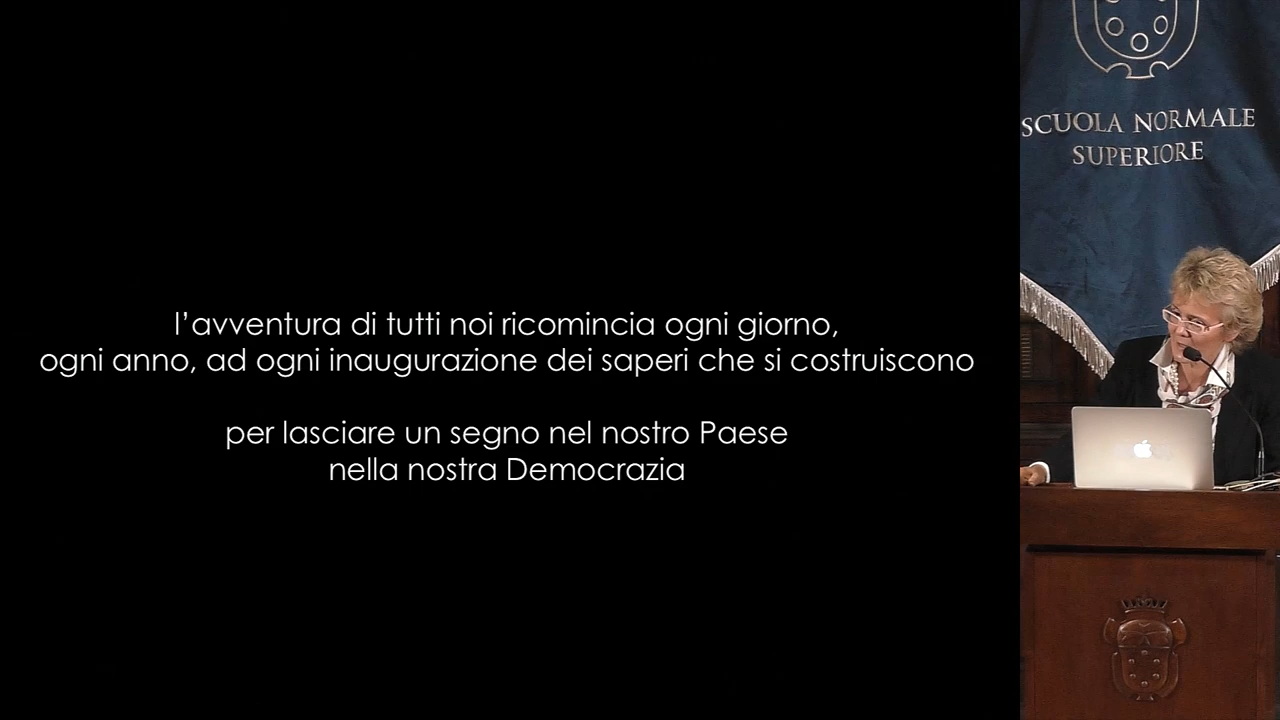 l’avventura di tutti noi ricomincia ogni giorno,
ogni anno, ad ogni inaugurazione dei saperi che si costruiscono
per lasciare un segno nel nostro Paese
nella nostra Democrazia
SCUOLA NORMALE
SUPERIORE